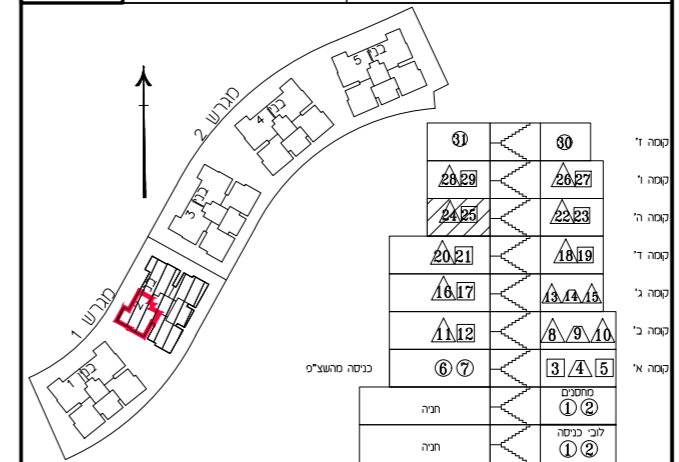 מגרש 2
בנין 5
בנין 4
בנין 3
מגרש 1
בנין 2
בנין 1
31 30 קומה ז'
28 29 26 27 קומה ו'
24 25 22 23 קומה ה'
20 21 18 19 קומה ד'
16 17 13 14 15 קומה ג'
11 12 8 9 10 קומה ב'
כניסה מהשצ"פ 6 7 3 4 5 קומה א'
חניה מחסנים 1 2
חניה לובי כניסה 1 2